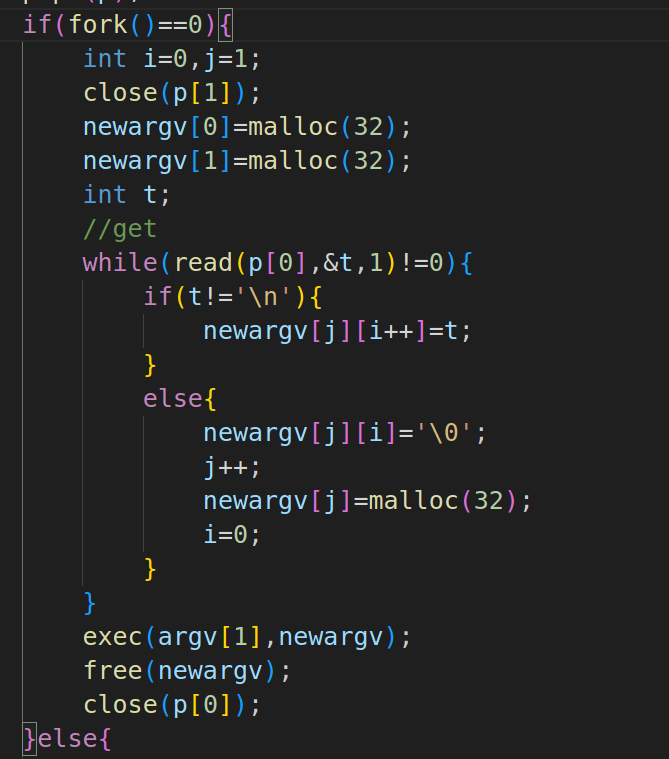 if(fork()==0){
    int i=0,j=1;
    close(p[1]);
    newargv[0]=malloc(32);
    newargv[1]=malloc(32);
    int t;
    //get
    while(read(p[0],&t,1)!=0){
        if(t!='\n'){
            newargv[j][i++]=t;
        }
        else{
            newargv[j][i]='\0';
            j++;
            newargv[j]=malloc(32);
            i=0;
        }
    }
    exec(argv[1],newargv);
    free(newargv);
    close(p[0]);
}else{